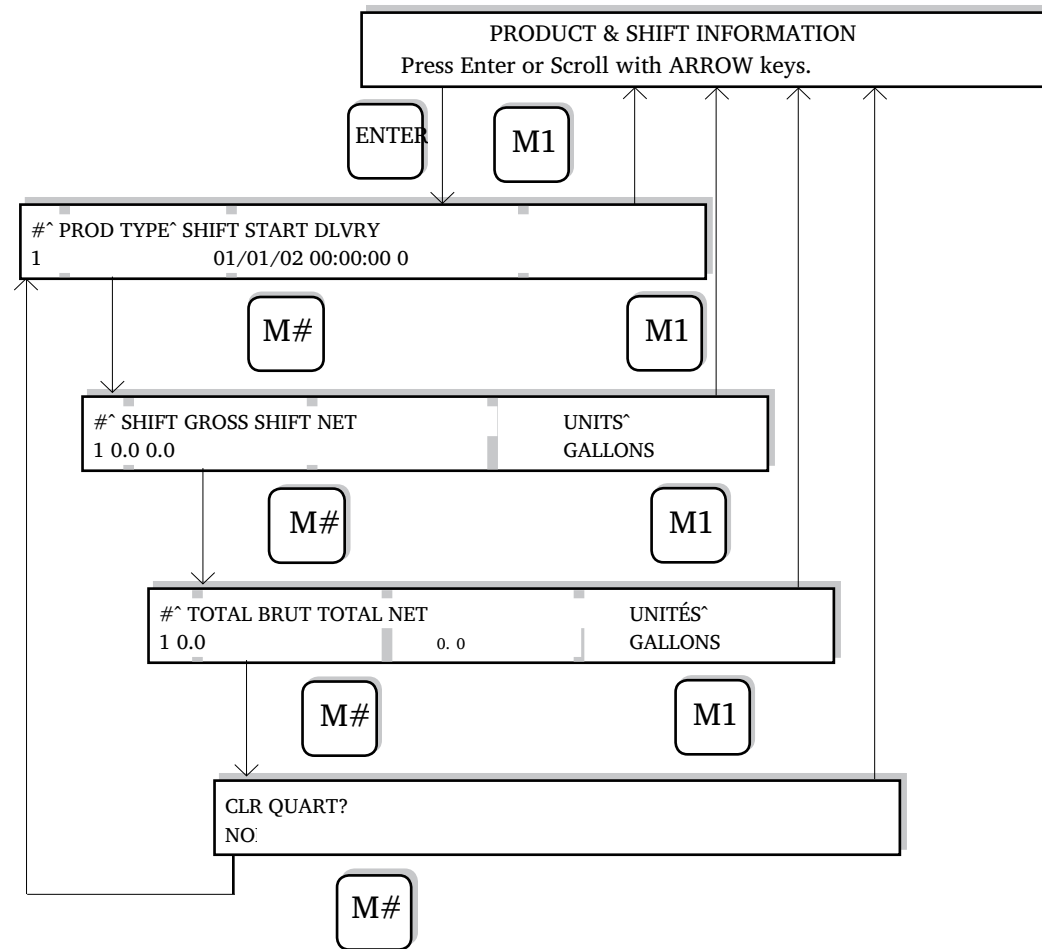 PRODUCT & SHIFT INFORMATION
Press Enter or Scroll with ARROW keys.
ENTER
M1
#ˆ PROD TYPEˆ SHIFT START DLVRY
1 01/01/02 00:00:00 0
M#
M1
#ˆ SHIFT GROSS SHIFT NET UNITSˆ
1 0.0 0.0 GALLONS
M#
M1
#ˆ TOTAL BRUT TOTAL NET UNITÉSˆ
1 0.0 0. 0 GALLONS
M#
M1
CLR QUART?
NO
M#